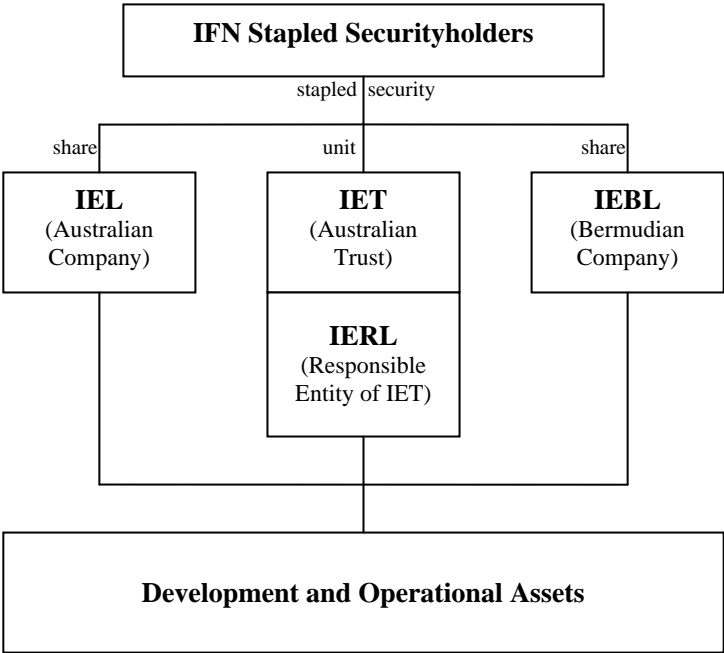 IFN Stapled Securityholders
stapled security
share
unit
share
IEL
(Australian
Company)
IET
(Australian
Trust)
IEBL
(Bermudian
Company)
IERL
(Responsible
Entity of IET)
Development and Operational Assets